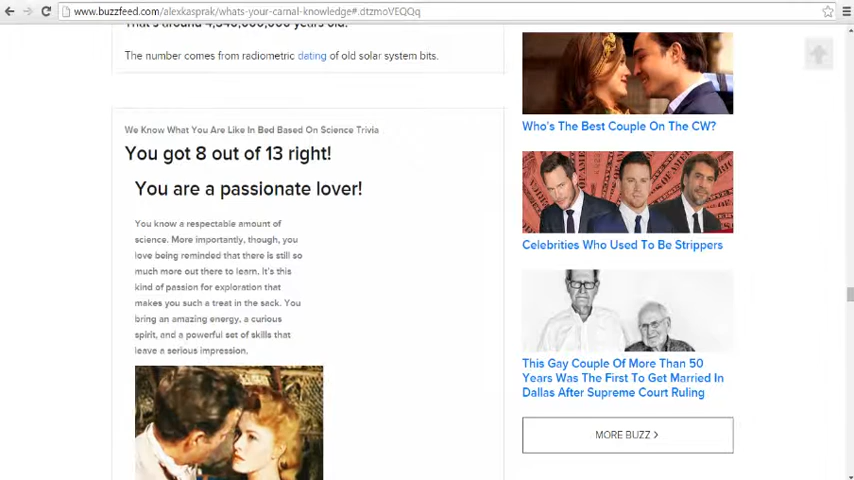 www.buzzfeed.com/alexkasprak/whats-your-carnal-knowledge#.dtzmoVEQQq
That's around 4,540,000,000 years old.
The number comes from radiometric dating of old solar system bits.
We Know What You Are Like In Bed Based On Science Trivia
You got 8 out of 13 right!
You are a passionate lover!
You know a respectable amount of
science. More importantly, though, you
love being reminded that there is still so
much more out there to learn. It's this
kind of passion for exploration that
makes you such a treat in the sack. You
bring an amazing energy, a curious
spirit, and a powerful set of skills that
leave a serious impression.
Who's The Best Couple On The CW?
Celebrities Who Used To Be Strippers
This Gay Couple Of More Than 50
Years Was The First To Get Married In
Dallas After Supreme Court Ruling
MORE BUZZ >